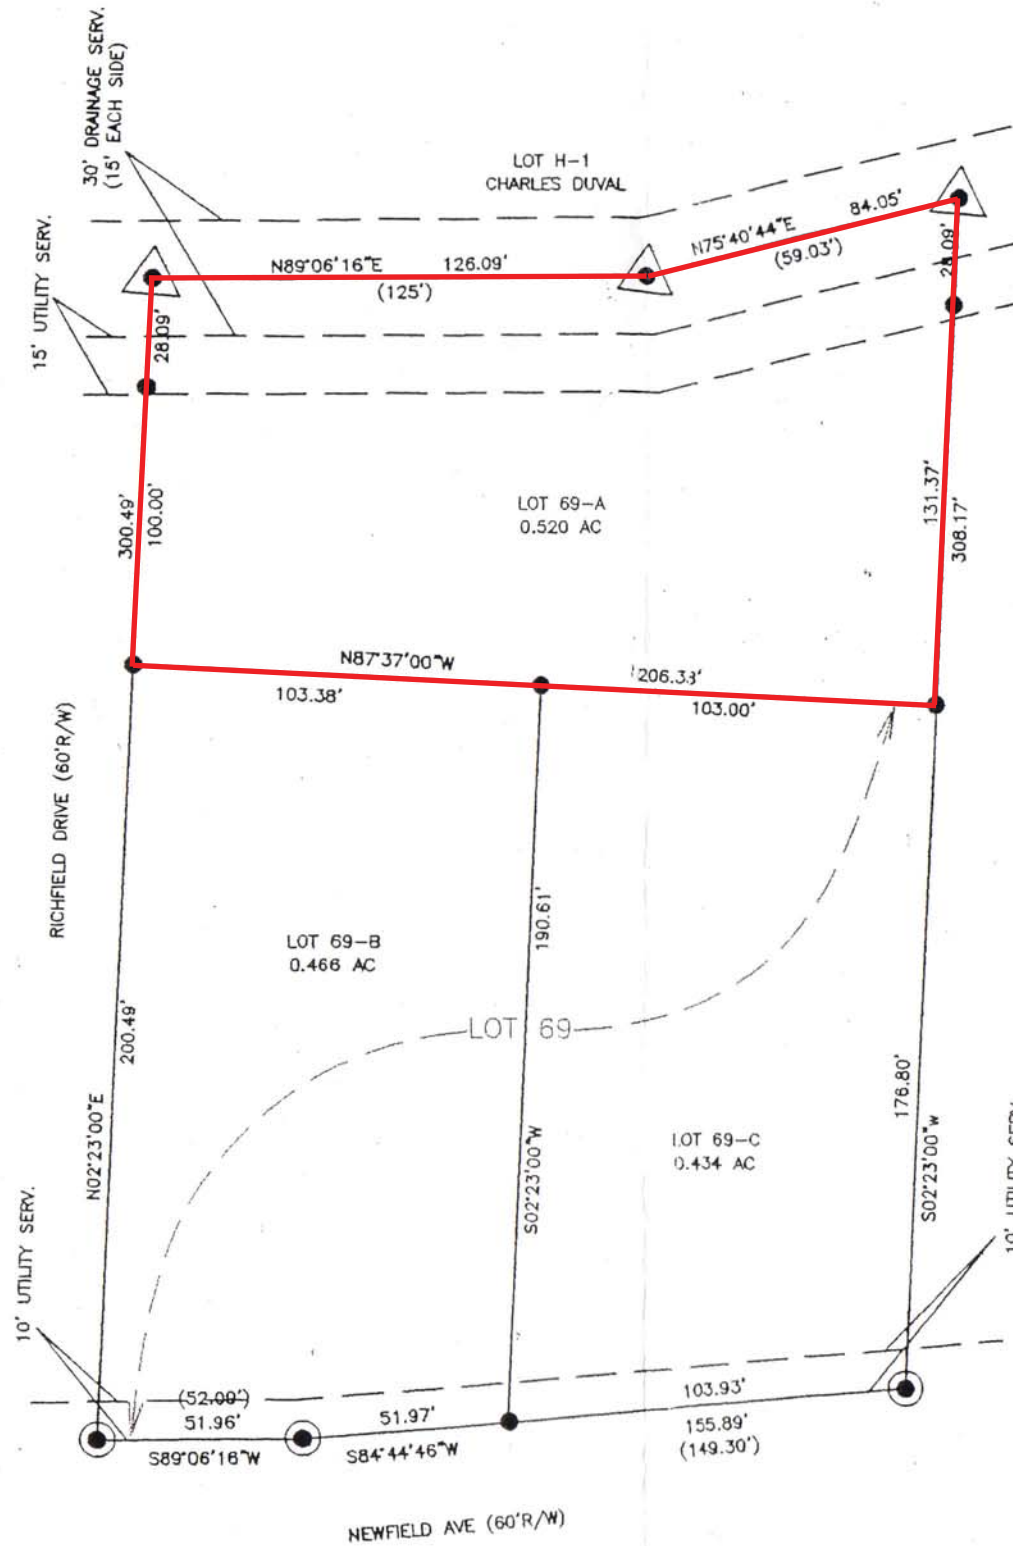 30' DRAINAGE SERV.
(15' EACH SIDE)
15' UTILITY SERV.
LOT H-1
CHARLES DUVAL
N89°06'16"E 126.09'
(125')
N75°40'44"E 84.05'
(59.03')
28.09'
28.09'
300.49'
100.00'
131.37'
308.17'
LOT 69-A
0.520 AC
N87°37'00"W 206.33'
103.38' 103.00'
RICHFIELD DRIVE (60'R/W)
LOT 69-B
0.466 AC
190.61'
LOT 69
200.49'
N02°23'00"E
S02°23'00"W
LOT 69-C
0.434 AC
176.80'
S02°23'00"W
10' UTILITY SERV.
10' UTILITY SERV.
(52.09')
51.96'
S89°06'16"W
51.97'
S84°44'46"W
103.93'
155.89'
(149.30')
NEWFIELD AVE (60'R/W)